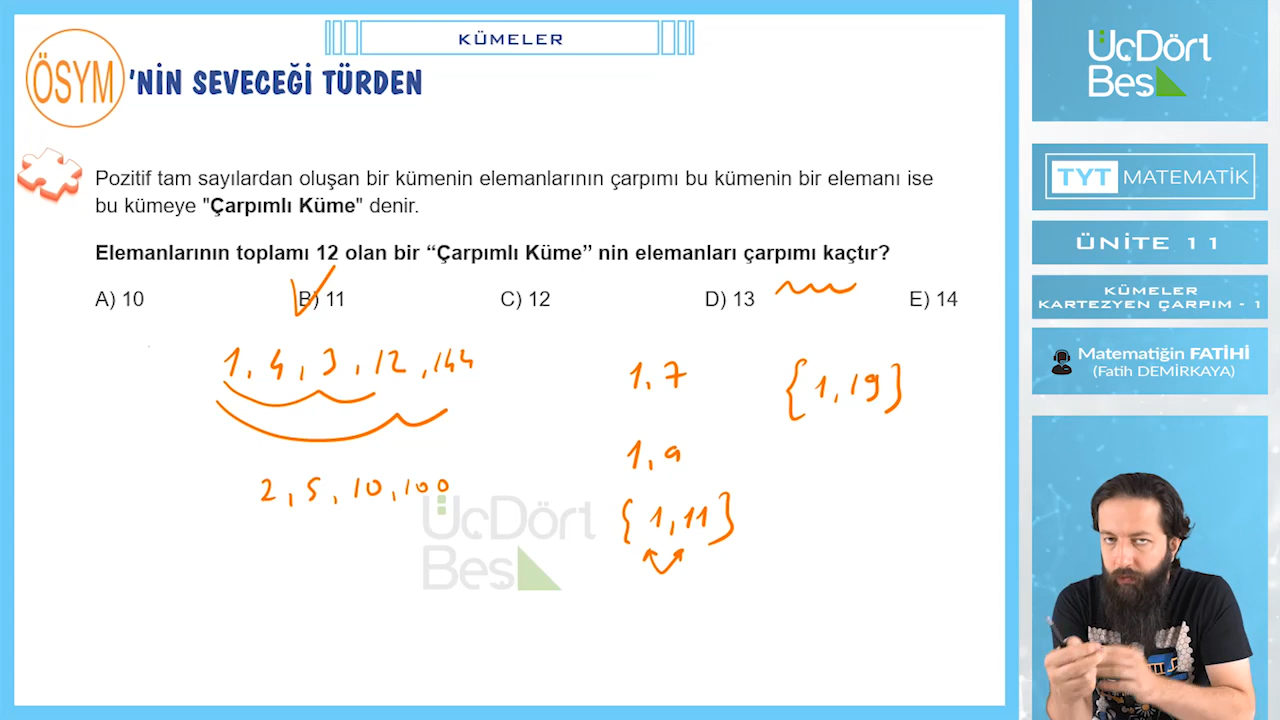 KÜMELER
ÖSYM'NİN SEVECEĞİ TÜRDEN
Pozitif tam sayılardan oluşan bir kümenin elemanlarının çarpımı bu kümenin bir elemanı ise
bu kümeye "Çarpımlı Küme" denir.
Elemanlarının toplamı 12 olan bir “Çarpımlı Küme’’ nin elemanları çarpımı kaçtır?
A) 10 B) 11 C) 12 D) 13 E) 14
1, 4, 3, 12, 144
2, 5, 10, 100
1, 7
1, 9
{1, 11}
{1, 19}
ÜçDört
Beş
ÜçDört
Beş
TYT MATEMATİK
ÜNİTE 11
KÜMELER
KARTEZYEN ÇARPIM - 1
Matematiğin FATİHİ
(Fatih DEMİRKAYA)